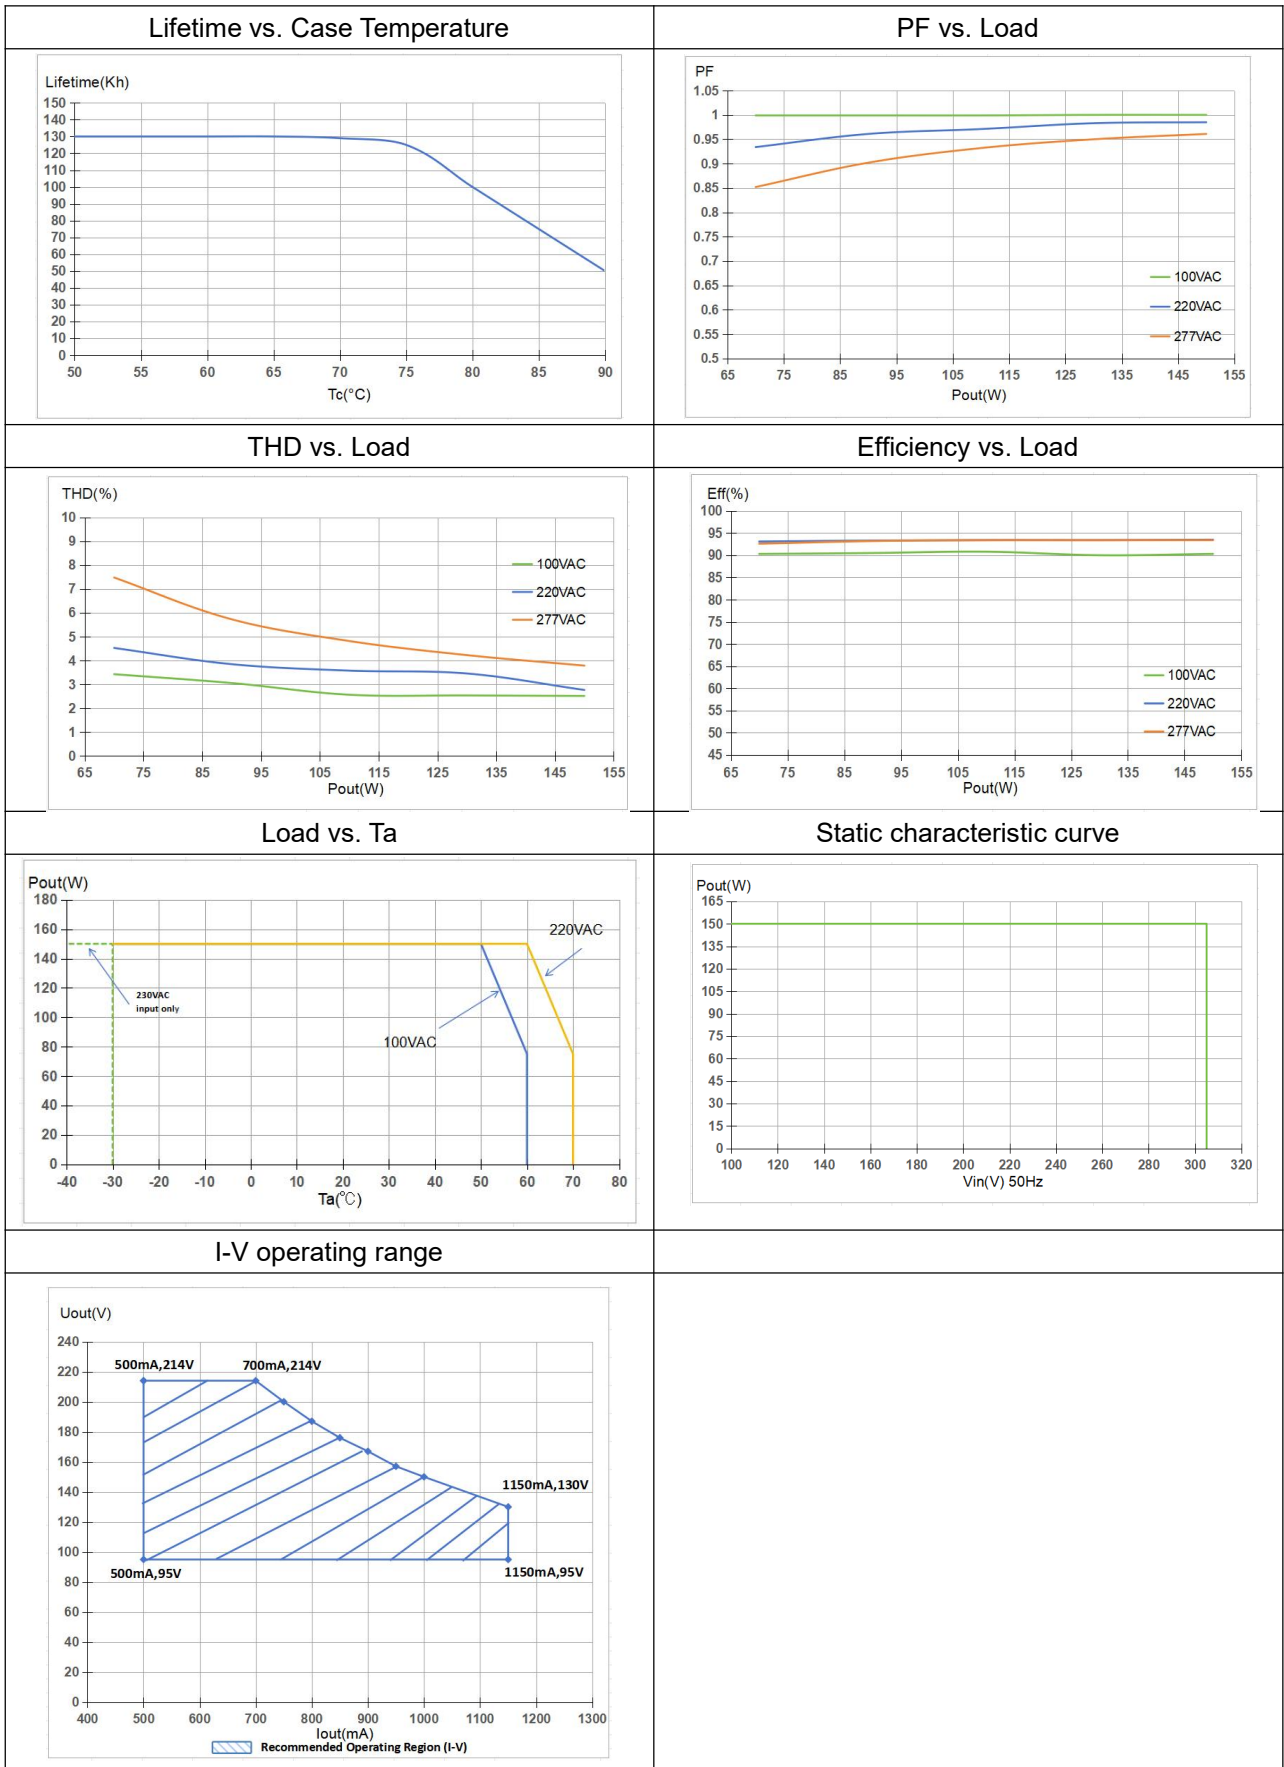 Lifetime vs. Case Temperature
PF vs. Load
Lifetime(Kh)
150
140
130
120
110
100
90
80
70
60
50
40
30
20
10
0
50 55 60 65 70 75 80 85 90
Tc(°C)
PF
1.05
1
0.95
0.9
0.85
0.8
0.75
0.7
0.65
0.6
0.55
0.5
100VAC
220VAC
277VAC
65 75 85 95 105 115 125 135 145 155
Pout(W)
THD vs. Load
Efficiency vs. Load
THD(%)
10
9
8
7
6
5
4
3
2
1
0
100VAC
220VAC
277VAC
65 75 85 95 105 115 125 135 145 155
Pout(W)
Eff(%)
100
95
90
85
80
75
70
65
60
55
50
45
100VAC
220VAC
277VAC
65 75 85 95 105 115 125 135 145 155
Pout(W)
Load vs. Ta
Static characteristic curve
Pout(W)
180
160
140
120
100
80
60
40
20
0
220VAC
230VAC
input only
100VAC
-40 -30 -20 -10 0 10 20 30 40 50 60 70 80
Ta(℃)
Pout(W)
165
150
135
120
105
90
75
60
45
30
15
0
100 120 140 160 180 200 220 240 260 280 300 320
Vin(V) 50Hz
I-V operating range
Uout(V)
240
220
200
180
160
140
120
100
80
60
40
20
0
500mA,214V
700mA,214V
1150mA,130V
500mA,95V
1150mA,95V
400 500 600 700 800 900 1000 1100 1200 1300
Iout(mA)
Recommended Operating Region (I-V)